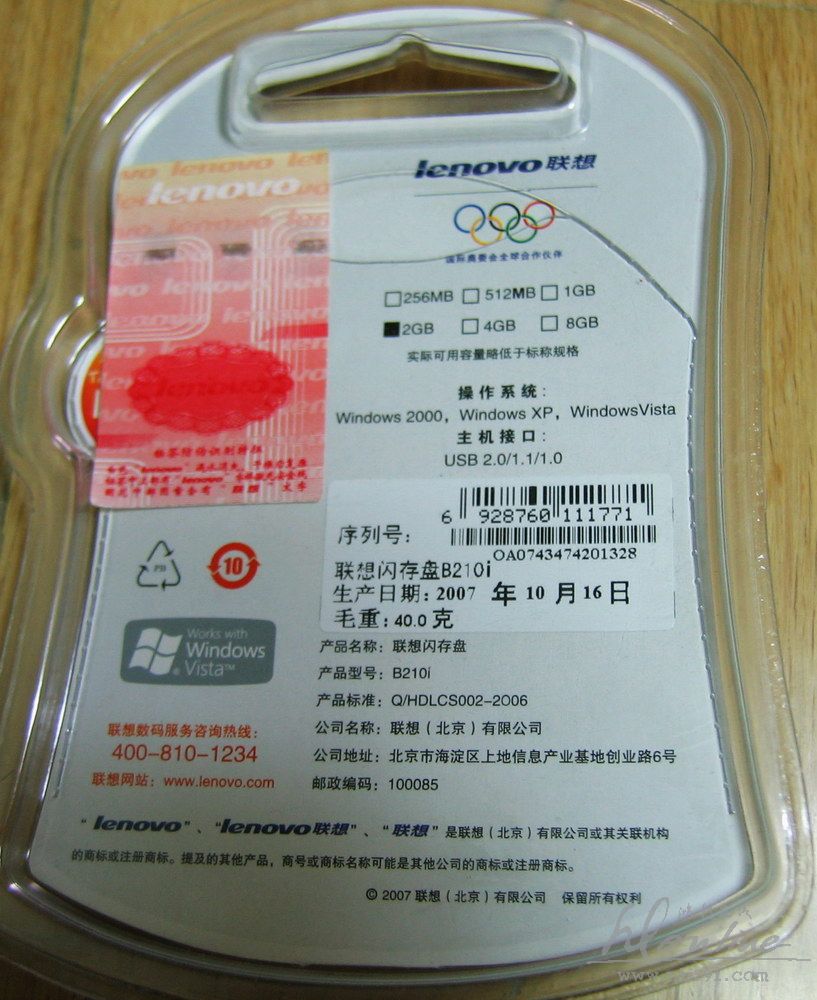 lenovo
lenovo联想
国际奥委会全球合作伙伴
256MB 512MB 1GB
2GB 4GB 8GB
实际可用容量略低于标称规格
操作系统:
Windows 2000, Windows XP, WindowsVista
主机接口:
USB 2.0/1.1/1.0
lenovo
6 928760 111771
序列号:
OA0743474201328
联想闪存盘B210i
生产日期: 2007 年 10 月 16 日
毛重: 40.0 克
PB
10
Works with
Windows
Vista™
产品名称: 联想闪存盘
产品型号: B210i
产品标准: Q/HDLCS002-2006
公司名称: 联想(北京)有限公司
公司地址: 北京市海淀区上地信息产业基地创业路6号
邮政编码: 100085
联想数码服务咨询热线:
400-810-1234
联想网站: www.lenovo.com
“lenovo”、“lenovo联想”、“联想”是联想(北京)有限公司或其关联机构
的商标或注册商标。提及的其他产品，商号或商标名称可能是其他公司的商标或注册商标。
© 2007 联想(北京)有限公司 保留所有权利